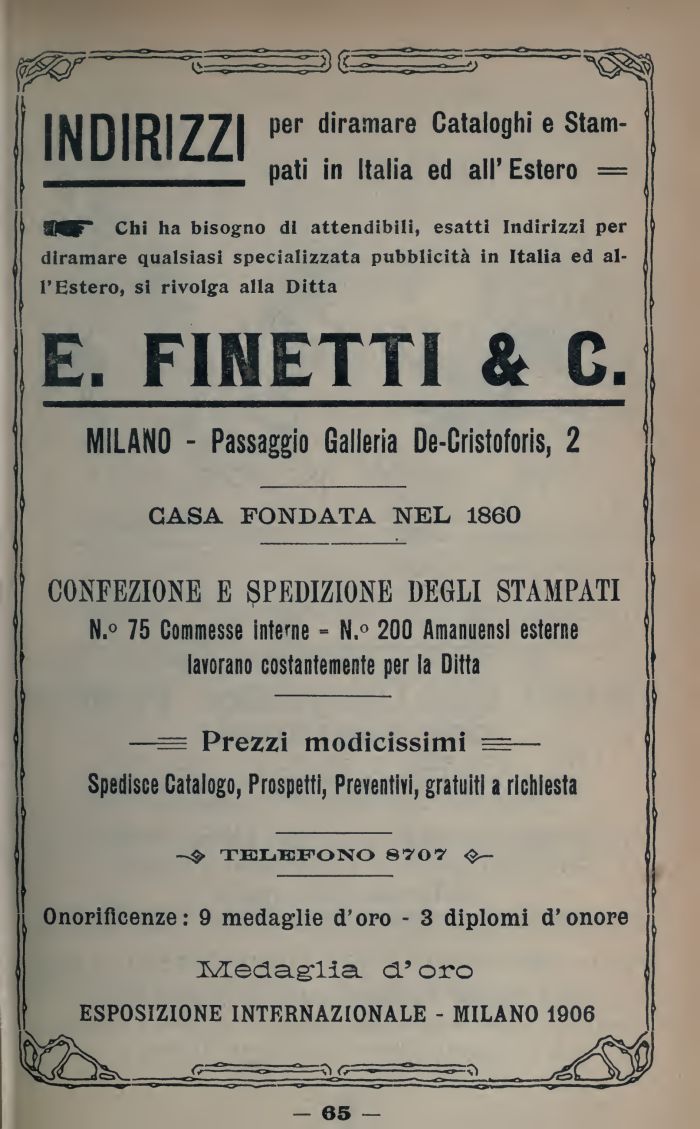 INDIRIZZI per diramare Cataloghi e Stam-
pati in Italia ed all' Estero =
Chi ha bisogno di attendibili, esatti Indirizzi per
diramare qualsiasi specializzata pubblicità in Italia ed al-
l'Estero, si rivolga alla Ditta
E. FINETTI & C.
MILANO - Passaggio Galleria De-Cristoforis, 2
CASA FONDATA NEL 1860
CONFEZIONE E SPEDIZIONE DEGLI STAMPATI
N.o 75 Commesse interne = N.o 200 Amanuensi esterne
lavorano costantemente per la Ditta
Prezzi modicissimi
Spedisce Catalogo, Prospetti, Preventivi, gratuiti a richiesta
TELEFONO 8707
Onorificenze: 9 medaglie d'oro - 3 diplomi d'onore
Medaglia d'oro
ESPOSIZIONE INTERNAZIONALE - MILANO 1906
— 65 —